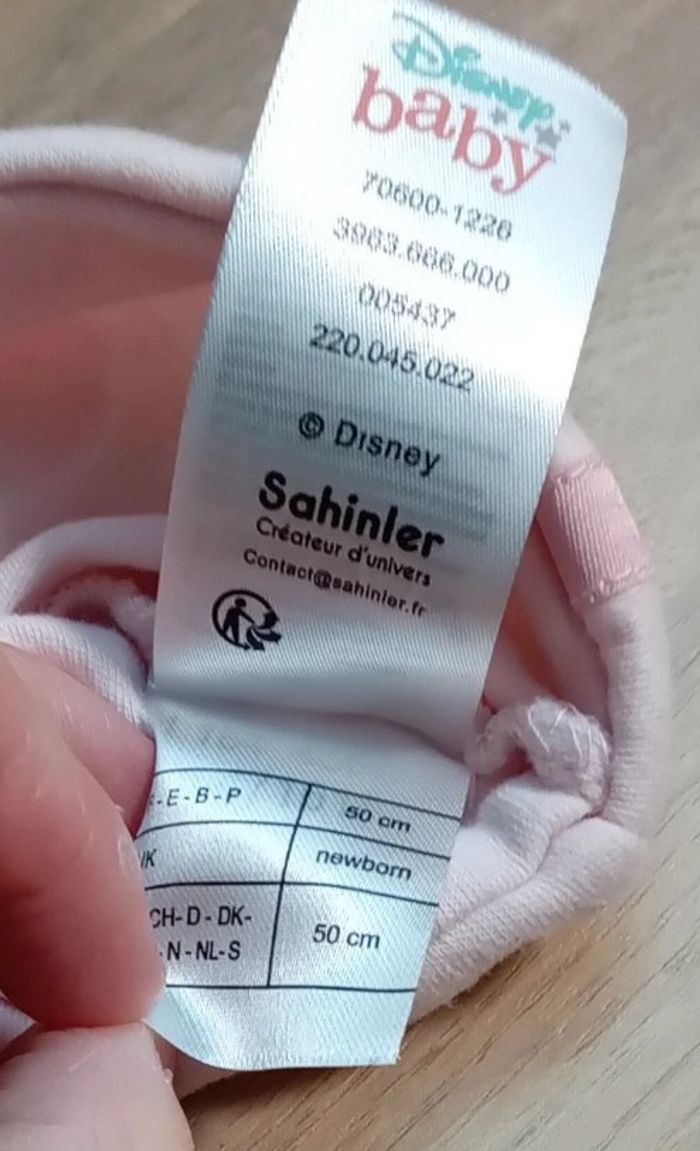 Disney
baby
70600-1226
3963.666.000
005437
220.045.022
© Disney
Sahinler
Créateur d'univers
Contact@sahinler.fr
-E-B-P 50 cm
UK newborn
CH-D-DK- 50 cm
N-NL-S